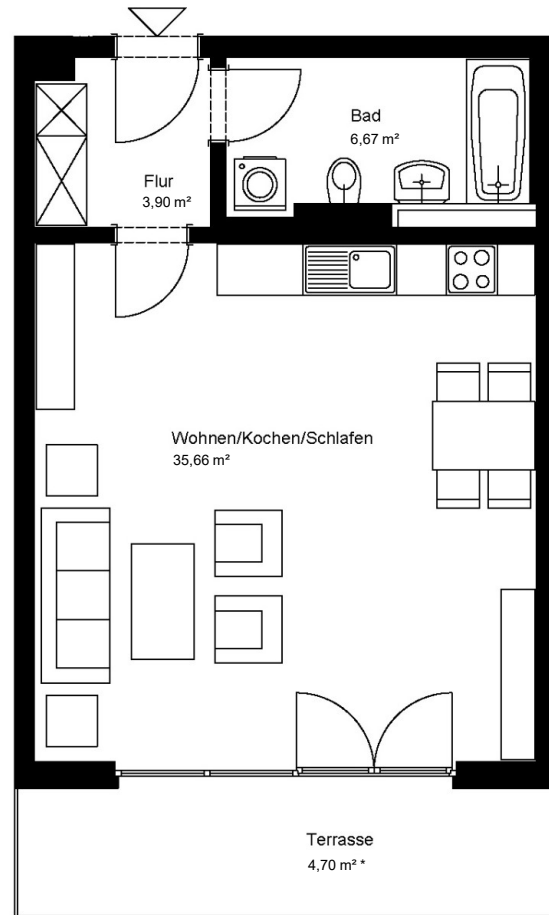 Bad
6,67 m²
Flur
3,90 m²
Wohnen/Kochen/Schlafen
35,66 m²
Terrasse
4,70 m² *